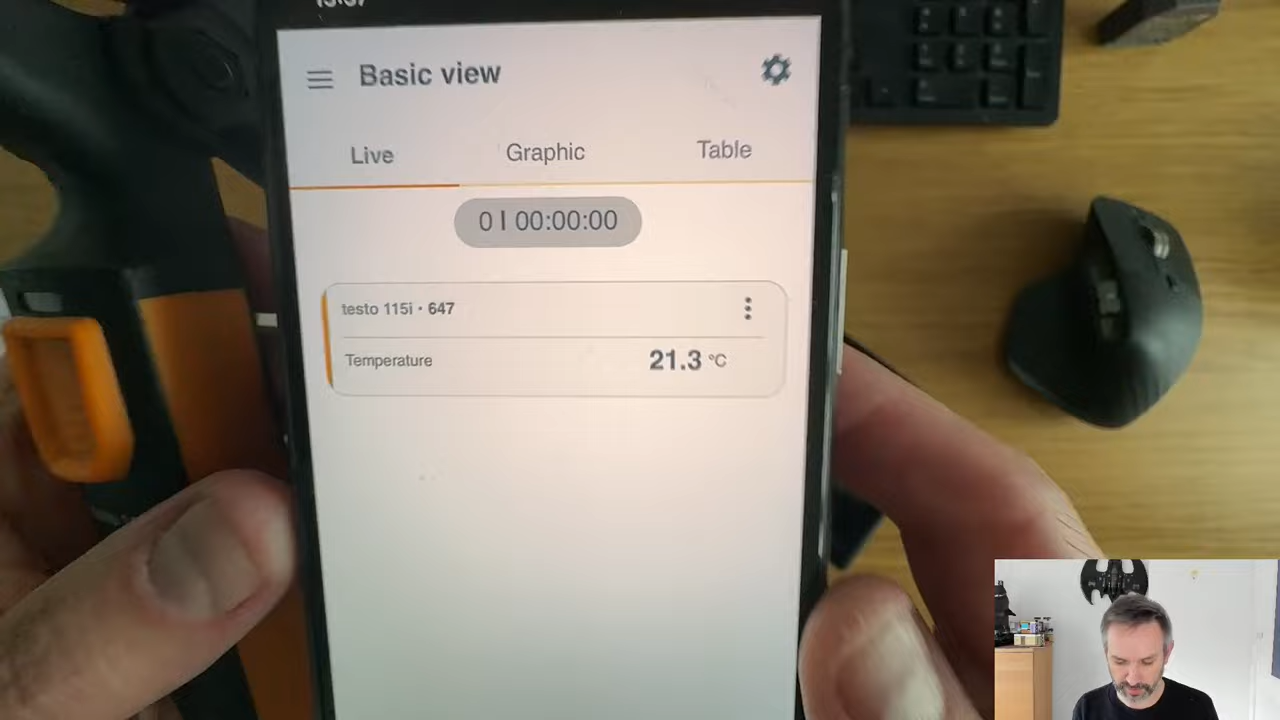 Basic view
Live Graphic Table
0 | 00:00:00
testo 115i • 647
Temperature 21.3 °C